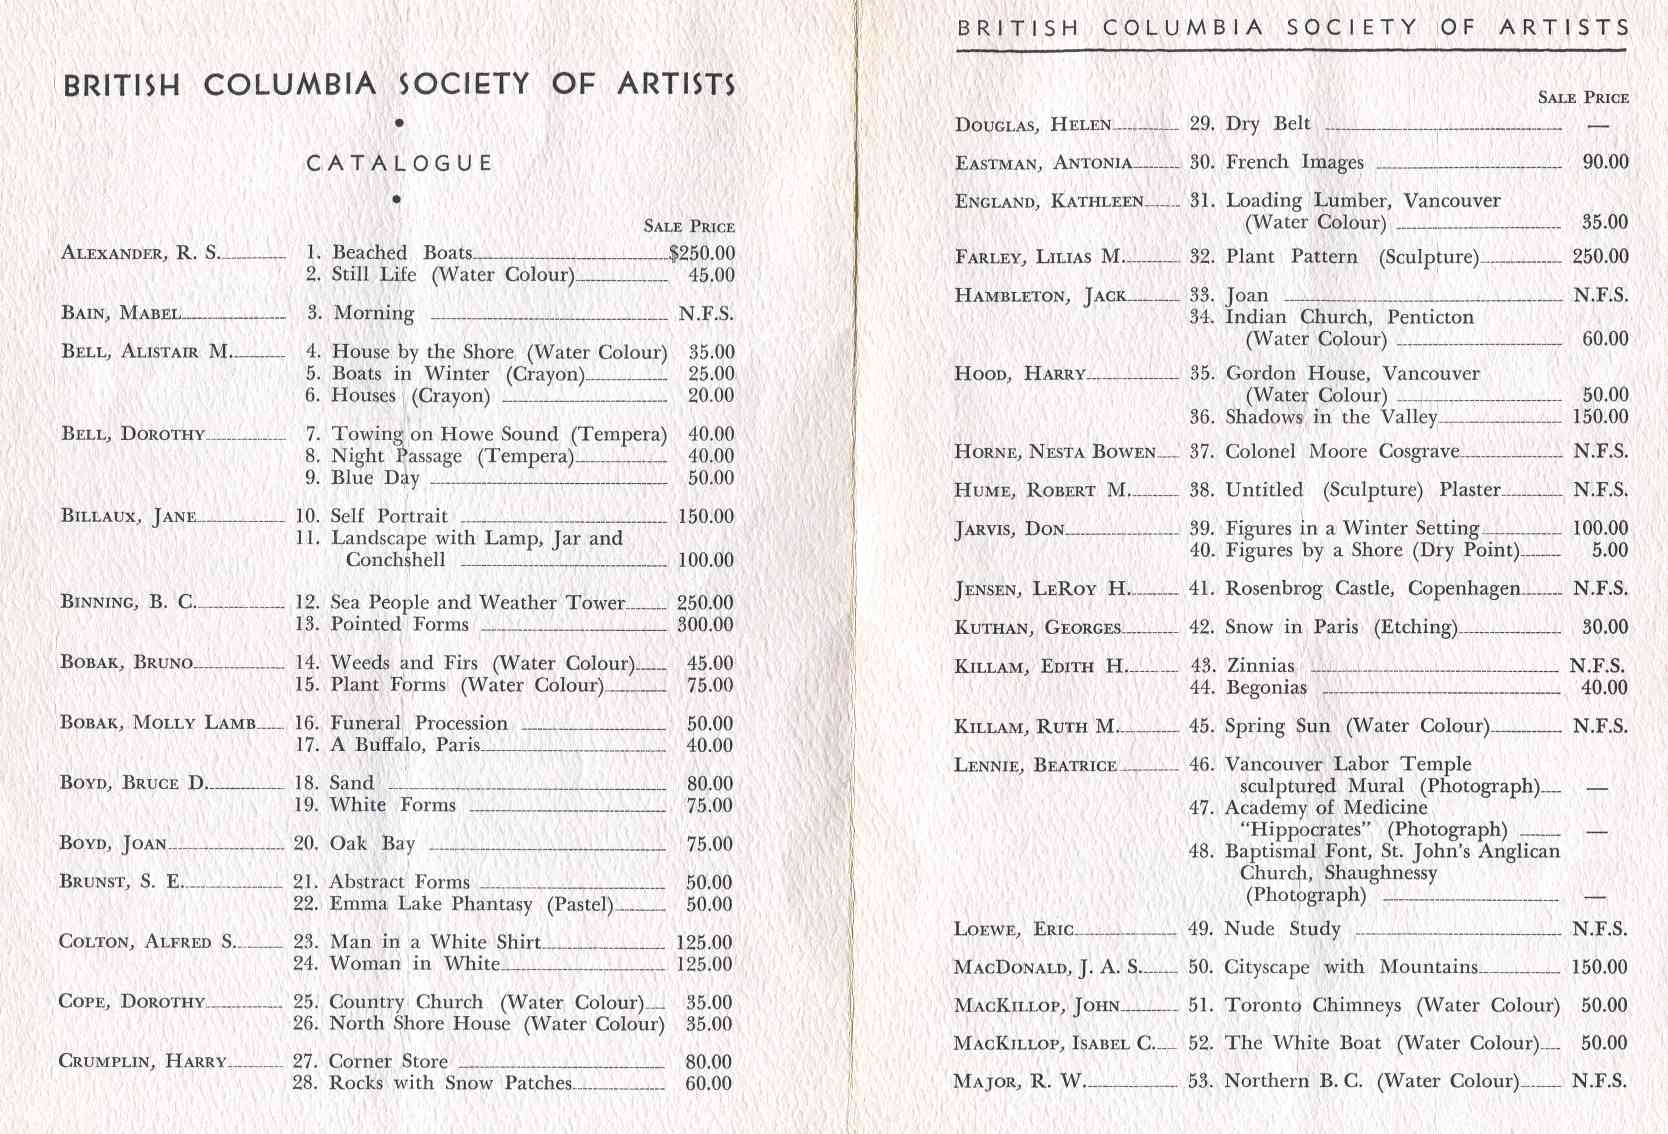 BRITISH COLUMBIA SOCIETY OF ARTISTS
CATALOGUE
SALE PRICE
ALEXANDER, R. S. 1. Beached Boats $250.00
2. Still Life (Water Colour) 45.00
BAIN, MABEL 3. Morning N.F.S.
BELL, ALISTAIR M. 4. House by the Shore (Water Colour) 35.00
5. Boats in Winter (Crayon) 25.00
6. Houses (Crayon) 20.00
BELL, DOROTHY 7. Towing on Howe Sound (Tempera) 40.00
8. Night Passage (Tempera) 40.00
9. Blue Day 50.00
BILLAUX, JANE 10. Self Portrait 150.00
11. Landscape with Lamp, Jar and
Conchshell 100.00
BINNING, B. C. 12. Sea People and Weather Tower 250.00
13. Pointed Forms 300.00
BOBAK, BRUNO 14. Weeds and Firs (Water Colour) 45.00
15. Plant Forms (Water Colour) 75.00
BOBAK, MOLLY LAMB 16. Funeral Procession 50.00
17. A Buffalo, Paris 40.00
BOYD, BRUCE D. 18. Sand 80.00
19. White Forms 75.00
BOYD, JOAN 20. Oak Bay 75.00
BRUNST, S. E. 21. Abstract Forms 50.00
22. Emma Lake Phantasy (Pastel) 50.00
COLTON, ALFRED S. 23. Man in a White Shirt 125.00
24. Woman in White 125.00
COPE, DOROTHY 25. Country Church (Water Colour) 35.00
26. North Shore House (Water Colour) 35.00
CRUMPLIN, HARRY 27. Corner Store 80.00
28. Rocks with Snow Patches 60.00
BRITISH COLUMBIA SOCIETY OF ARTISTS
SALE PRICE
DOUGLAS, HELEN 29. Dry Belt —
EASTMAN, ANTONIA 30. French Images 90.00
ENGLAND, KATHLEEN 31. Loading Lumber, Vancouver
(Water Colour) 35.00
FARLEY, LILIAS M. 32. Plant Pattern (Sculpture) 250.00
HAMBLETON, JACK 33. Joan N.F.S.
34. Indian Church, Penticton
(Water Colour) 60.00
HOOD, HARRY 35. Gordon House, Vancouver
(Water Colour) 50.00
36. Shadows in the Valley 150.00
HORNE, NESTA BOWEN 37. Colonel Moore Cosgrave N.F.S.
HUME, ROBERT M. 38. Untitled (Sculpture) Plaster N.F.S.
JARVIS, DON 39. Figures in a Winter Setting 100.00
40. Figures by a Shore (Dry Point) 5.00
JENSEN, LEROY H. 41. Rosenbrog Castle, Copenhagen N.F.S.
KUTHAN, GEORGES 42. Snow in Paris (Etching) 30.00
KILLAM, EDITH H. 43. Zinnias N.F.S.
44. Begonias 40.00
KILLAM, RUTH M. 45. Spring Sun (Water Colour) N.F.S.
LENNIE, BEATRICE 46. Vancouver Labor Temple
sculptured Mural (Photograph) —
47. Academy of Medicine
"Hippocrates" (Photograph) —
48. Baptismal Font, St. John's Anglican
Church, Shaughnessy
(Photograph) —
LOEWE, ERIC 49. Nude Study N.F.S.
MACDONALD, J. A. S. 50. Cityscape with Mountains 150.00
MACKILLOP, JOHN 51. Toronto Chimneys (Water Colour) 50.00
MACKILLOP, ISABEL C. 52. The White Boat (Water Colour) 50.00
MAJOR, R. W. 53. Northern B. C. (Water Colour) N.F.S.